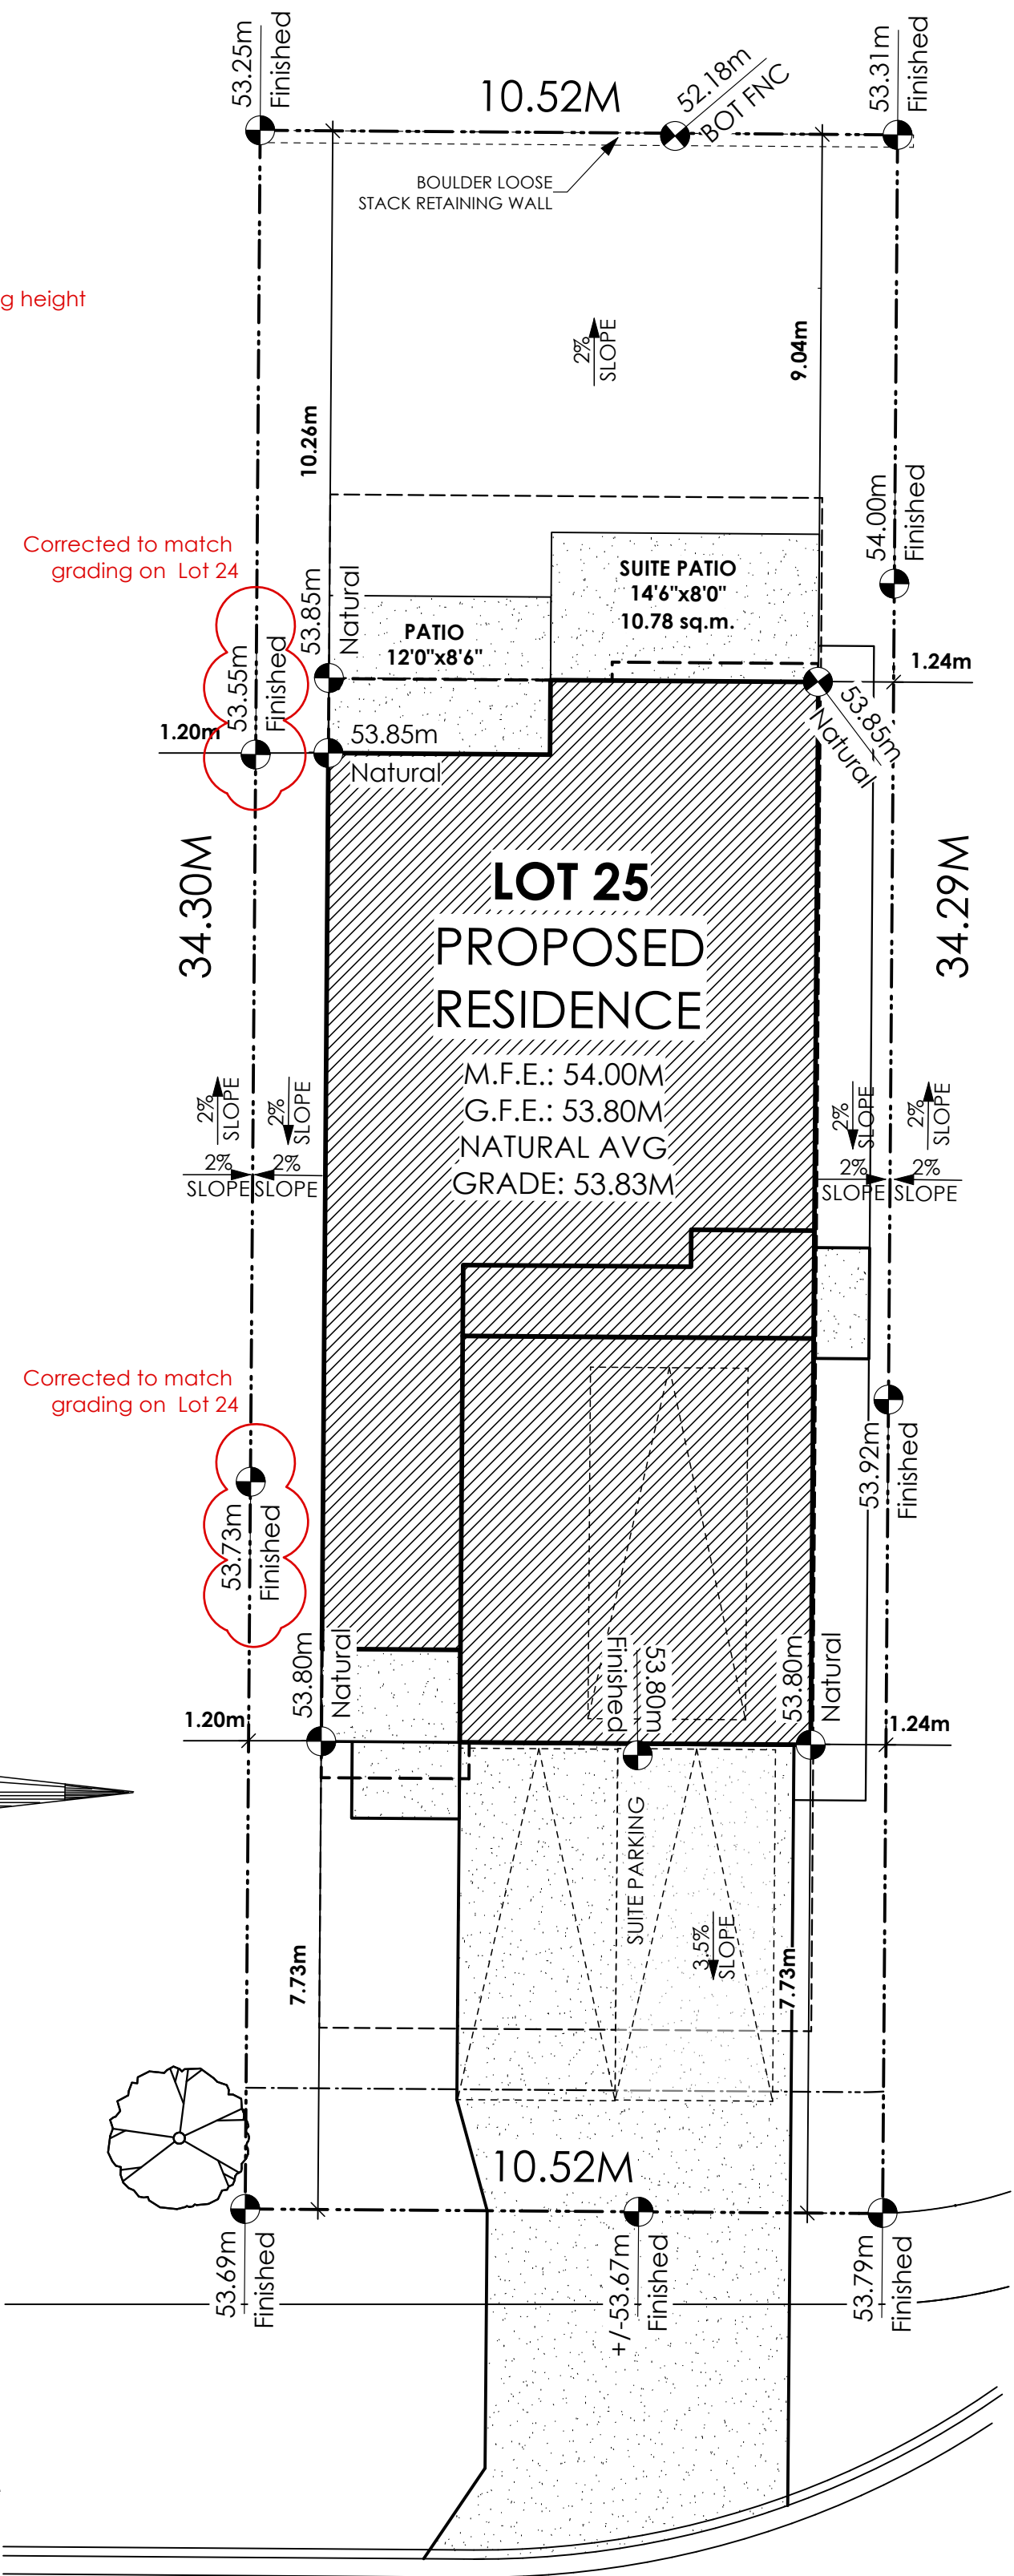 53.25m
Finished
10.52M
52.18m
BOT FNC
53.31m
Finished
BOULDER LOOSE
STACK RETAINING WALL
g height
2%
SLOPE
9.04m
10.26m
54.00m
Finished
Corrected to match
grading on Lot 24
53.85m
Natural
SUITE PATIO
14'6"x8'0"
10.78 sq.m.
PATIO
12'0"x8'6"
53.55m
Finished
1.24m
1.20m
53.85m
Natural
53.85m
Natural
34.30M
34.29M
LOT 25
PROPOSED
RESIDENCE
M.F.E.: 54.00M
G.F.E.: 53.80M
NATURAL AVG
GRADE: 53.83M
2%
SLOPE
2%
SLOPE
2%
SLOPE
2%
SLOPE
2%
SLOPE
2%
SLOPE
2%
SLOPE
2%
SLOPE
Corrected to match
grading on Lot 24
53.73m
Finished
53.92m
Finished
53.80m
Natural
53.80m
Finished
53.80m
Natural
1.20m
1.24m
SUITE PARKING
3.5%
SLOPE
7.73m
7.73m
10.52M
53.69m
Finished
+/-53.67m
Finished
53.79m
Finished